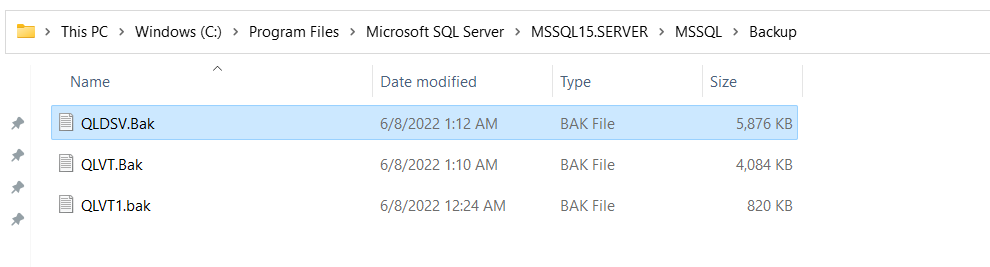 This PC > Windows (C:) > Program Files > Microsoft SQL Server > MSSQL15.SERVER > MSSQL > Backup
Name Date modified Type Size
QLDSV.Bak 6/8/2022 1:12 AM BAK File 5,876 KB
QLVT.Bak 6/8/2022 1:10 AM BAK File 4,084 KB
QLVT1.bak 6/8/2022 12:24 AM BAK File 820 KB